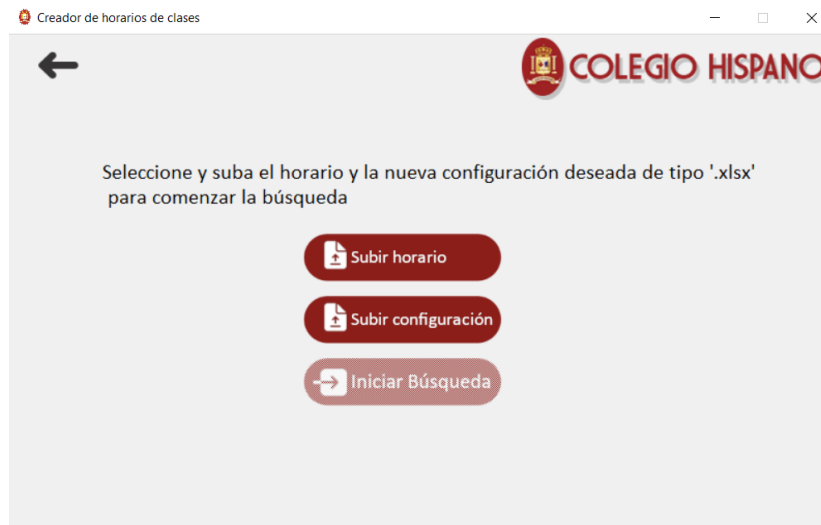 Creador de horarios de clases
COLEGIO HISPANO
Seleccione y suba el horario y la nueva configuración deseada de tipo '.xlsx'
para comenzar la búsqueda
Subir horario
Subir configuración
Iniciar Búsqueda